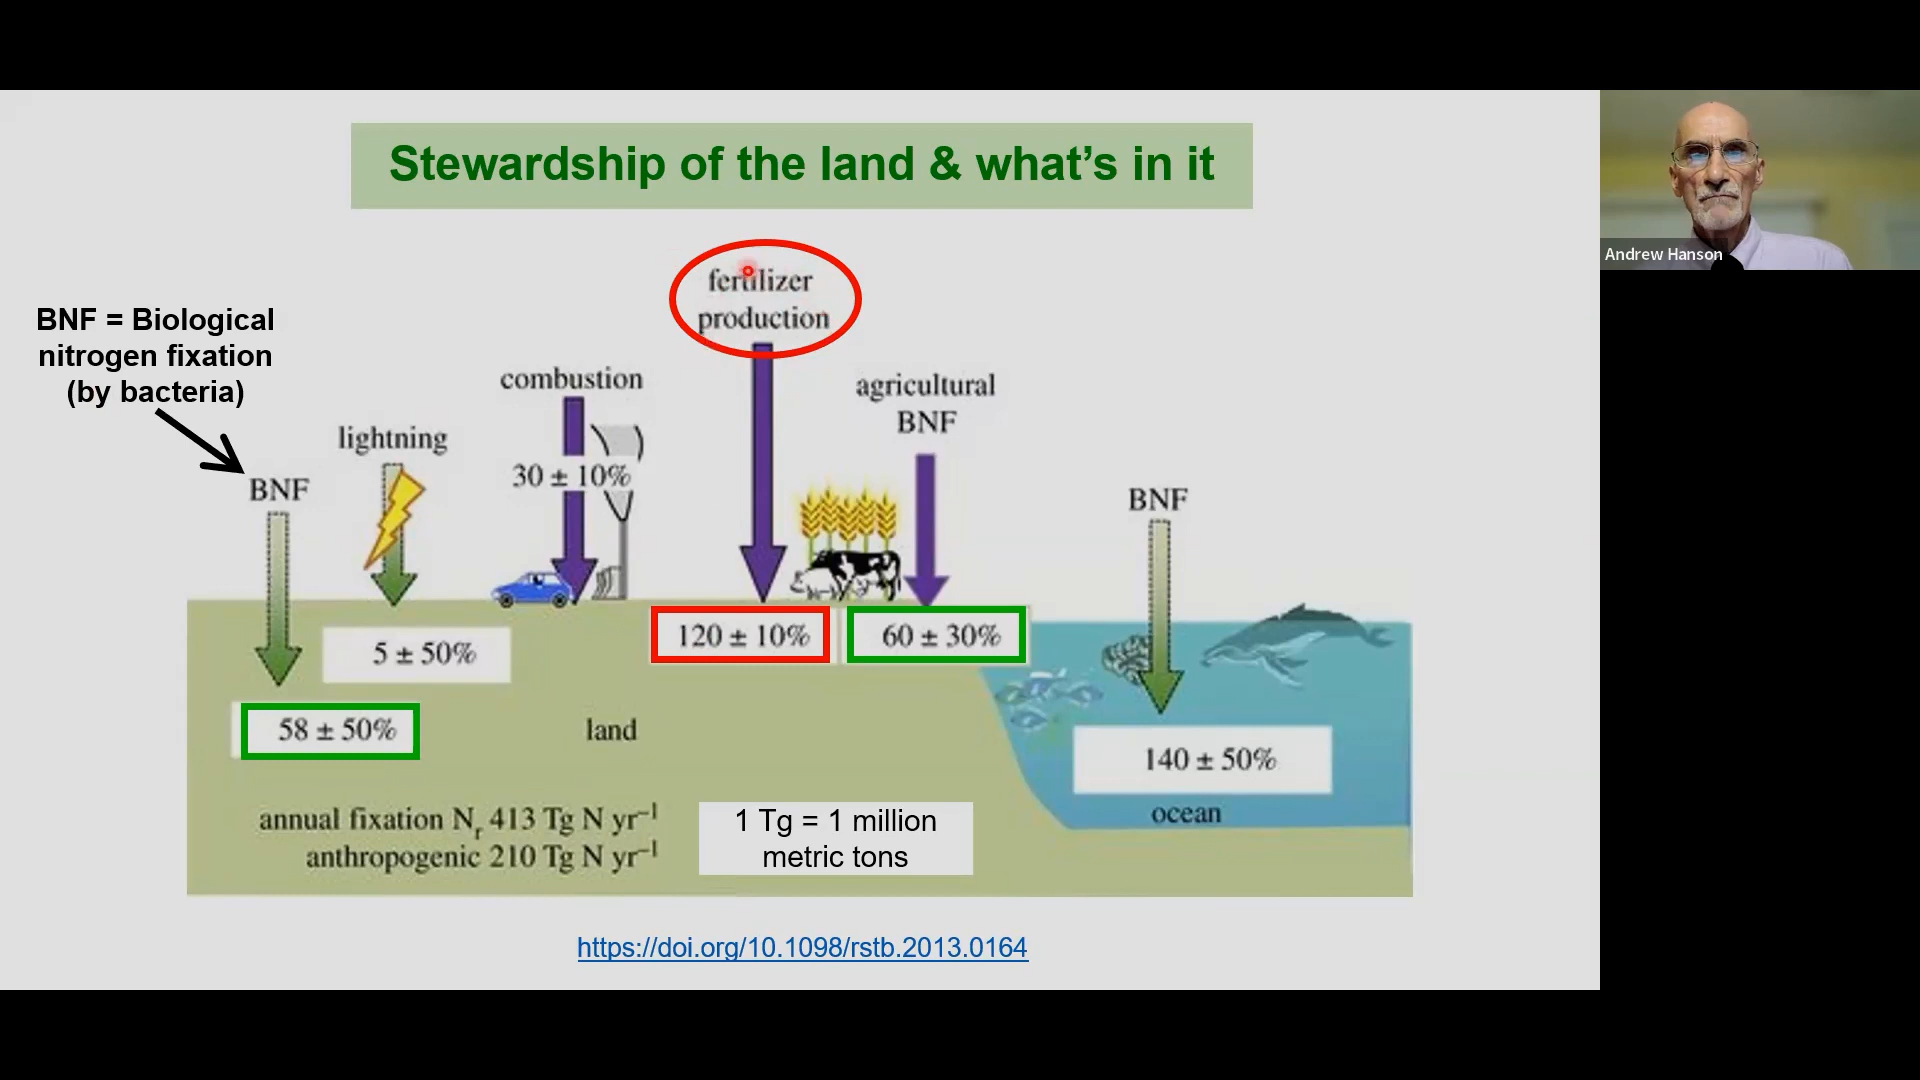 Stewardship of the land & what’s in it
Andrew Hanson
fertilizer
production
BNF = Biological
nitrogen fixation
(by bacteria)
combustion
agricultural
BNF
lightning
30 ± 10%
BNF
BNF
120 ± 10%
60 ± 30%
5 ± 50%
58 ± 50%
land
140 ± 50%
ocean
annual fixation Nr 413 Tg N yr⁻¹
anthropogenic 210 Tg N yr⁻¹
1 Tg = 1 million
metric tons
https://doi.org/10.1098/rstb.2013.0164